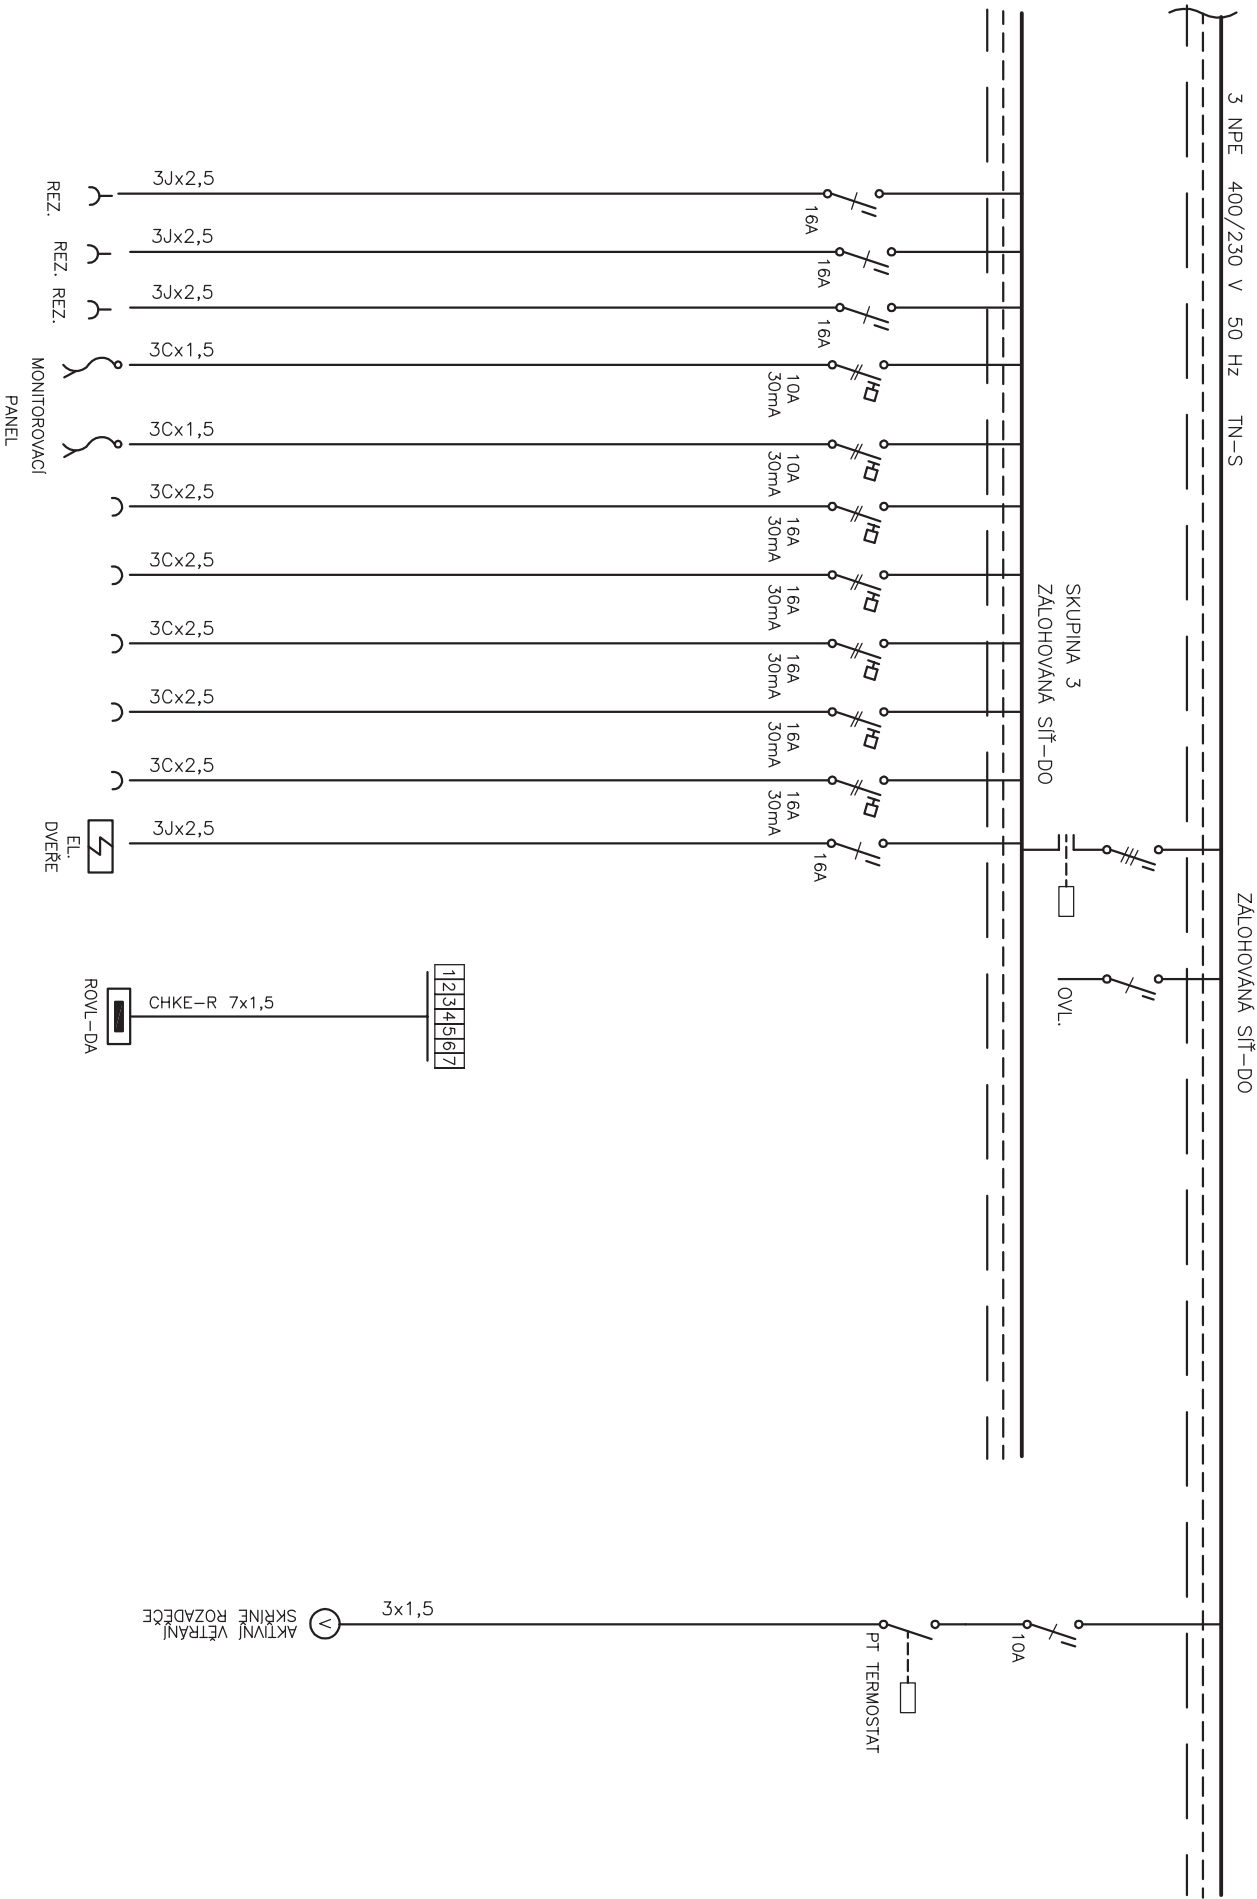 3 NPE 400/230 V 50 Hz TN-S
ZÁLOHOVÁNÁ SÍŤ-DO
SKUPINA 3
ZÁLOHOVÁNÁ SÍŤ-DO
OVL.
3Jx2,5
16A
REZ.
3Jx2,5
16A
REZ.
3Jx2,5
16A
REZ.
3Cx1,5
10A
30mA
MONITOROVACÍ
PANEL
3Cx1,5
10A
30mA
3Cx2,5
16A
30mA
3Cx2,5
16A
30mA
3Cx2,5
16A
30mA
3Cx2,5
16A
30mA
3Cx2,5
16A
30mA
3Jx2,5
16A
EL.
DVEŘE
1 2 3 4 5 6 7
CHKE-R 7x1,5
ROVL-DA
10A
PT TERMOSTAT
3x1,5
V
AKTIVNÍ VĚTRÁNÍ
SKŘÍNĚ ROZADĚČE